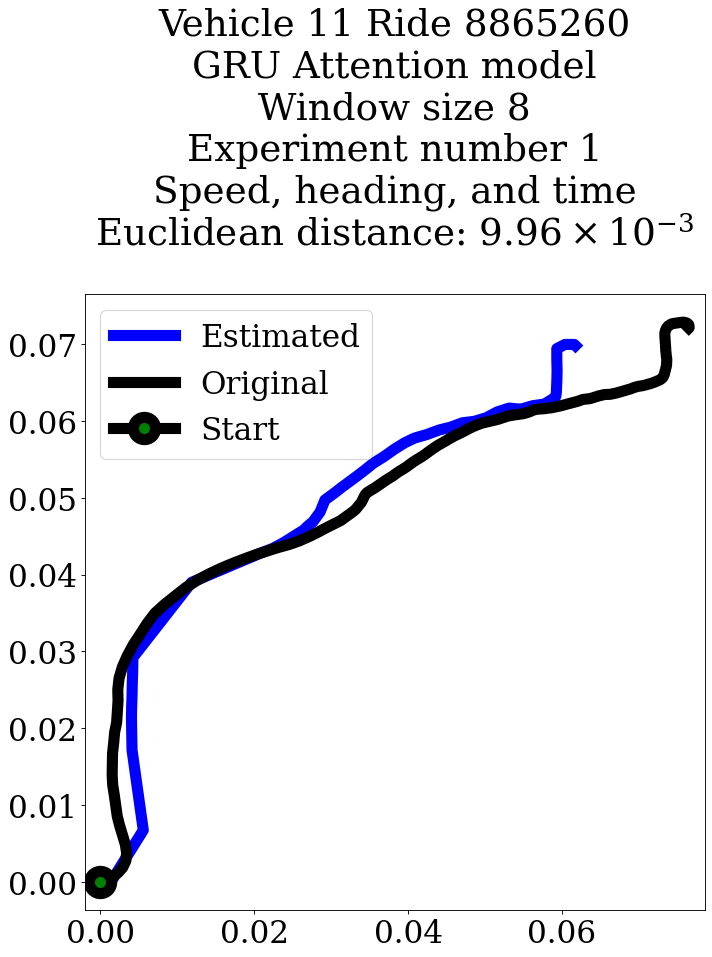 Vehicle 11 Ride 8865260
GRU Attention model
Window size 8
Experiment number 1
Speed, heading, and time
Euclidean distance: 9.96 × 10⁻³
Estimated
Original
Start
0.07
0.06
0.05
0.04
0.03
0.02
0.01
0.00
0.00 0.02 0.04 0.06